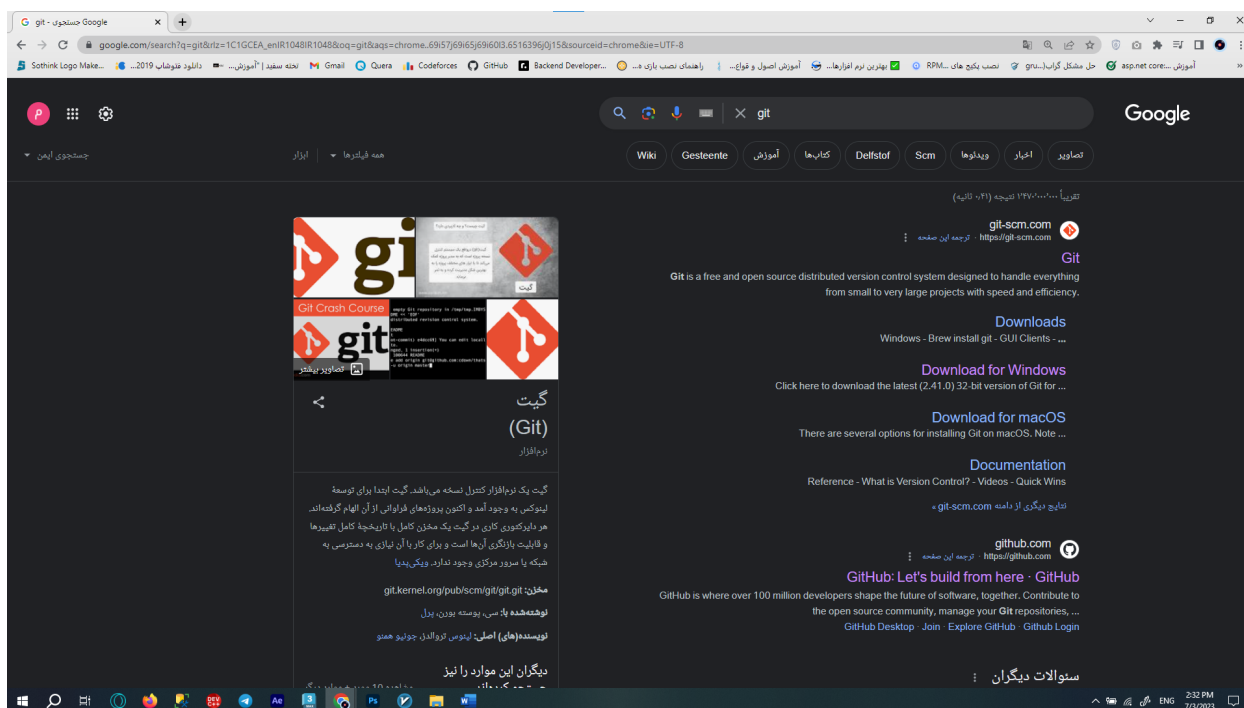 git - جستجوی Google
google.com/search?q=git&rlz=1C1GCEA_enIR1048IR1048&oq=git&aqs=chrome..69i57j69i65j69i60l3.6516396j0j15&sourceid=chrome&ie=UTF-8
Sothink Logo Make...
دانلود فتوشاپ 2019...
تخته سفید | "آموزش...
Gmail
Quera
Codeforces
GitHub
Backend Developer...
راهنمای نصب بازی ه...
آموزش اصول و قواع...
بهترین نرم افزارها...
نصب پکیج های RPM...
حل مشکل گراب(gru...
آموزش asp.net core:...
Google
git
P
تصاویر
اخبار
ویدئوها
Scm
Delfstof
کتاب‌ها
آموزش
Gesteente
Wiki
همه فیلترها
ابزار
جستجوی ایمن
git-scm.com
https://git-scm.com · ترجمه این صفحه
Git
Git is a free and open source distributed version control system designed to handle everything
from small to very large projects with speed and efficiency.
Downloads
Windows - Brew install git - GUI Clients - ...
Download for Windows
Click here to download the latest (2.41.0) 32-bit version of Git for ...
Download for macOS
There are several options for installing Git on macOS. Note ...
Documentation
Reference - What is Version Control? - Videos - Quick Wins
نتایج دیگری از دامنه git-scm.com »
github.com
https://github.com · ترجمه این صفحه
GitHub: Let's build from here · GitHub
GitHub is where over 100 million developers shape the future of software, together. Contribute to
the open source community, manage your Git repositories, ...
GitHub Desktop · Join · Explore GitHub · Github Login
سئوالات دیگران
gi
گیت
Git Crash Course
git
تصاویر بیشتر
گیت
(Git)
نرم‌افزار
گیت یک نرم‌افزار کنترل نسخه می‌باشد. گیت ابتدا برای توسعهٔ
لینوکس به وجود آمد و اکنون پروژه‌های فراوانی از آن الهام گرفته‌اند.
هر دایرکتوری کاری در گیت یک مخزن کامل با تاریخچهٔ کامل تغییرها
و قابلیت بازنگری آن‌ها است و برای کار با آن نیازی به دسترسی به
شبکه یا سرور مرکزی وجود ندارد. ویکی‌پدیا
مخزن: git.kernel.org/pub/scm/git/git.git
نوشته‌شده با: سی، پوسته بورن، پرل
نویسنده(های) اصلی: لینوس تروالدز، جونیو همنو
دیگران این موارد را نیز
ENG
2:32 PM
7/3/2023